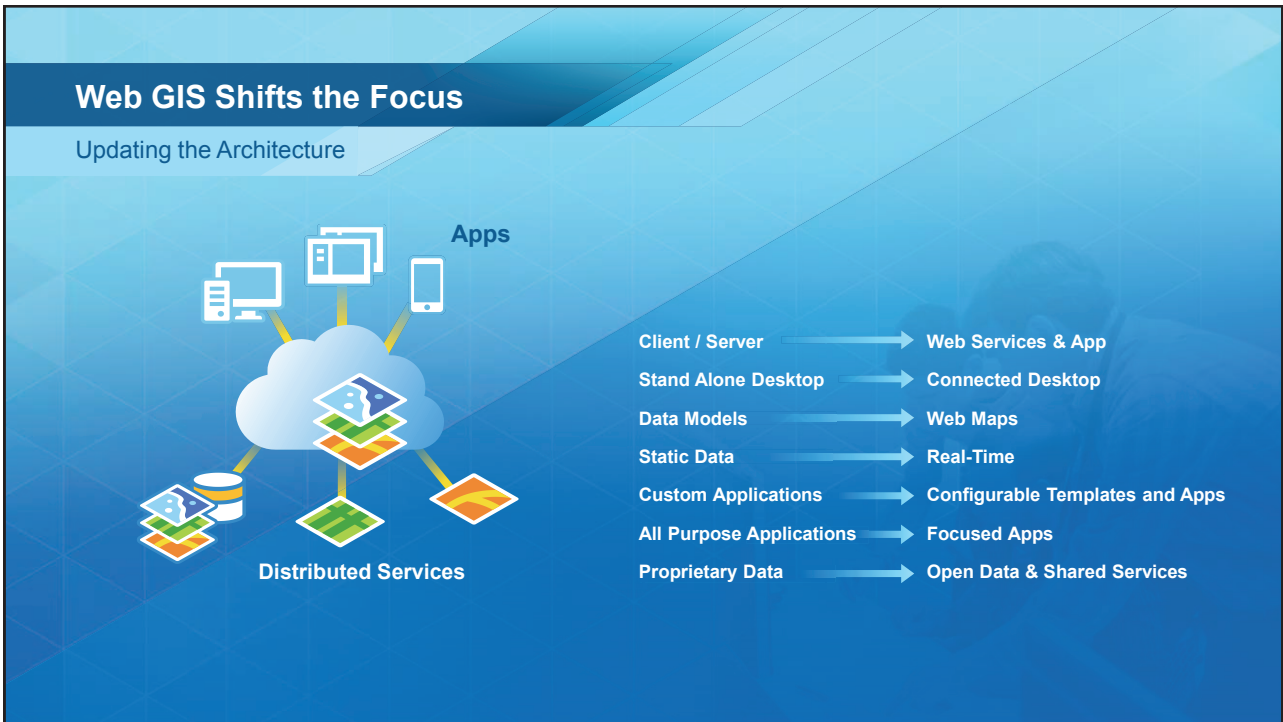 Web GIS Shifts the Focus
Updating the Architecture
Apps
Distributed Services
Client / Server Web Services & App
Stand Alone Desktop Connected Desktop
Data Models Web Maps
Static Data Real-Time
Custom Applications Configurable Templates and Apps
All Purpose Applications Focused Apps
Proprietary Data Open Data & Shared Services